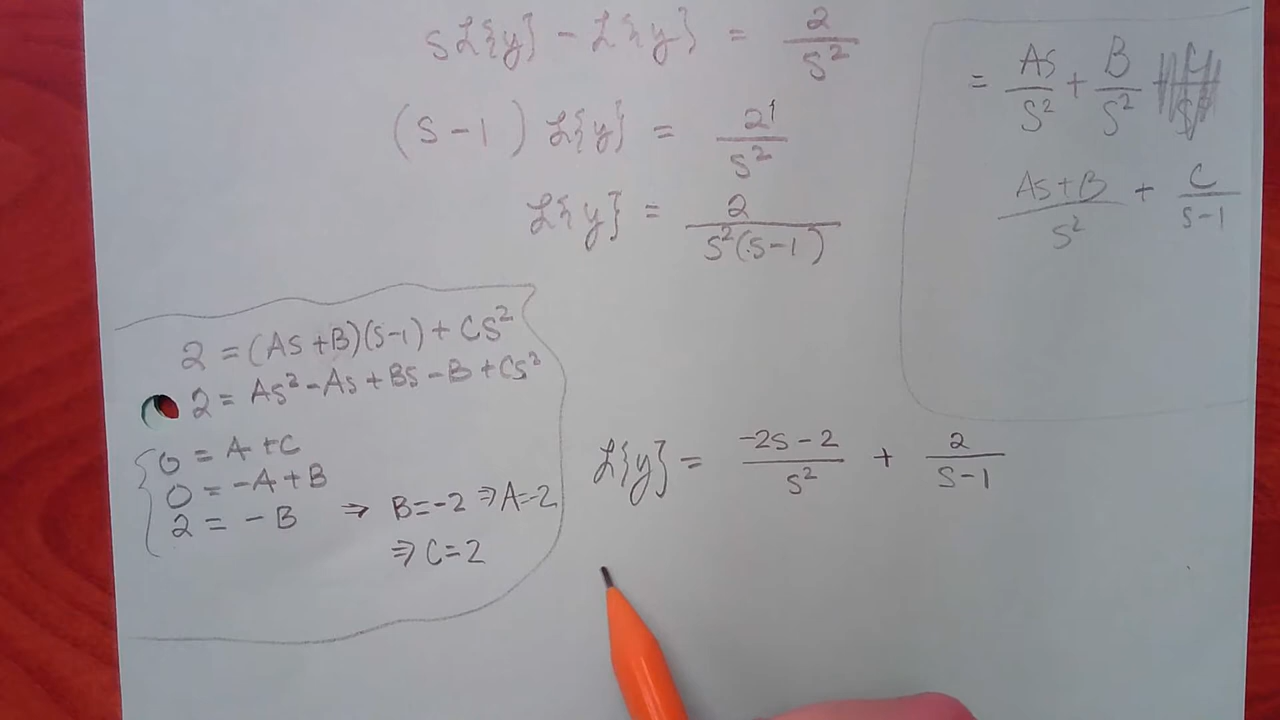 sℒ{y} - ℒ{y} = 2/s²
(s-1) ℒ{y} = 2¹/s²
ℒ{y} = 2/(s²(s-1))
= As/s² + B/s² +
(As+B)/s² + C/(s-1)
2 = (As+B)(s-1) + Cs²
2 = As² - As + Bs - B + Cs²
0 = A + C
0 = -A + B
2 = -B ⇒ B = -2 ⇒ A = -2
⇒ C = 2
ℒ{y} = (-2s - 2)/s² + 2/(s-1)